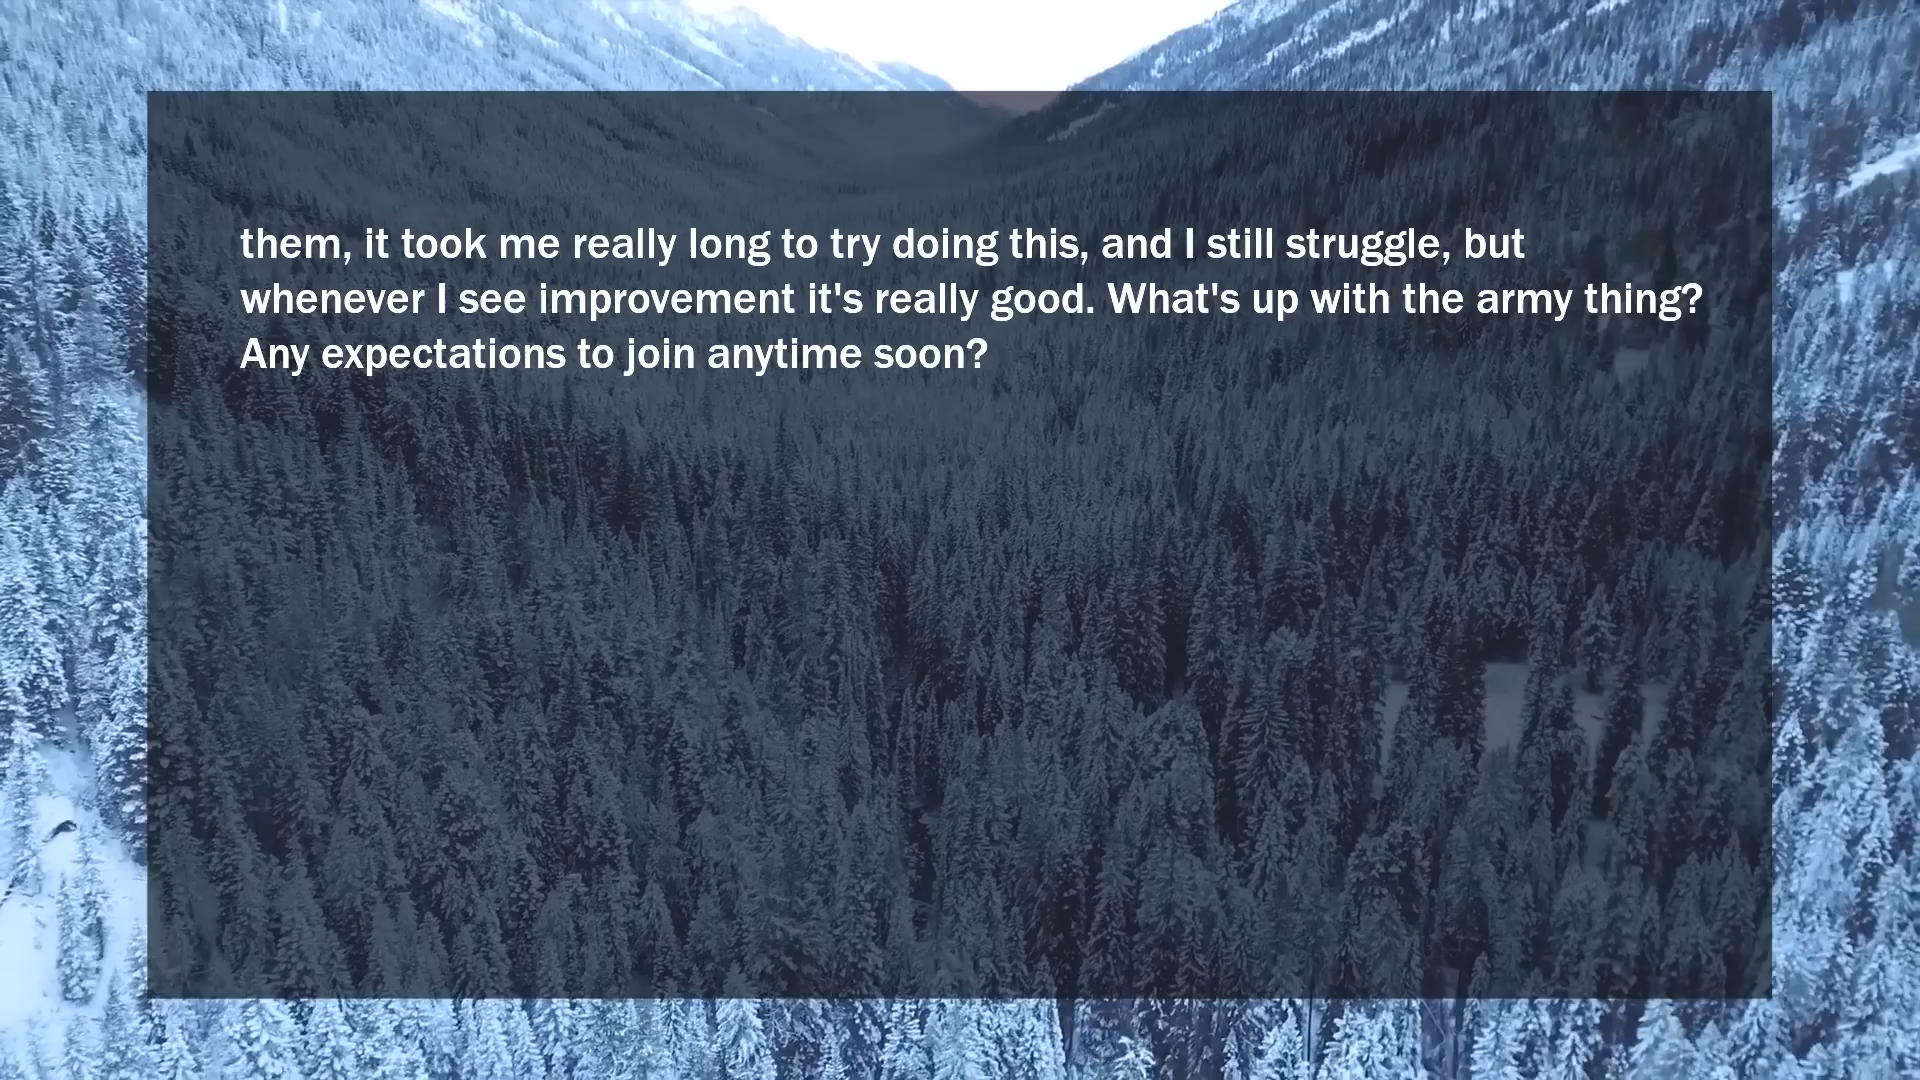 them, it took me really long to try doing this, and I still struggle, but
whenever I see improvement it's really good. What's up with the army thing?
Any expectations to join anytime soon?